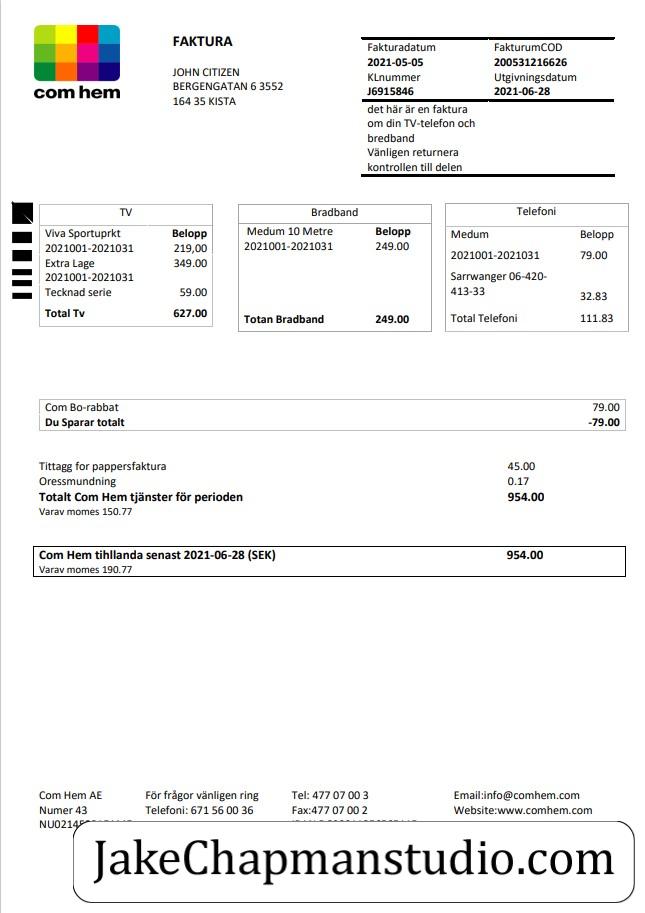 com hem
FAKTURA
JOHN CITIZEN
BERGENGATAN 6 3552
164 35 KISTA
Fakturadatum FakturumCOD
2021-05-05 200531216626
KLnummer Utgivningsdatum
J6915846 2021-06-28
det här är en faktura
om din TV-telefon och
bredband
Vänligen returnera
kontrollen till delen
TV
Viva Sportuprkt Belopp
2021001-2021031 219,00
Extra Lage 349.00
2021001-2021031
Tecknad serie 59.00
Total Tv 627.00
Bradband
Medum 10 Metre Belopp
2021001-2021031 249.00
Totan Bradband 249.00
Telefoni
Medum Belopp
2021001-2021031 79.00
Sarrwanger 06-420-
413-33 32.83
Total Telefoni 111.83
Com Bo-rabbat 79.00
Du Sparar totalt -79.00
Tittagg for pappersfaktura 45.00
Oressmundning 0.17
Totalt Com Hem tjänster för perioden 954.00
Varav momes 150.77
Com Hem tihllanda senast 2021-06-28 (SEK) 954.00
Varav momes 190.77
Com Hem AE För frågor vänligen ring Tel: 477 07 00 3 Email:info@comhem.com
Numer 43 Telefoni: 671 56 00 36 Fax:477 07 00 2 Website:www.comhem.com
JakeChapmanstudio.com